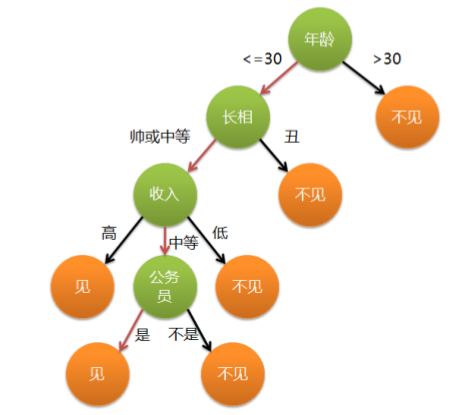 年龄
<=30
>30
长相
不见
帅或中等
丑
收入
不见
高
中等
低
见
公务
员
不见
是
不是
见
不见